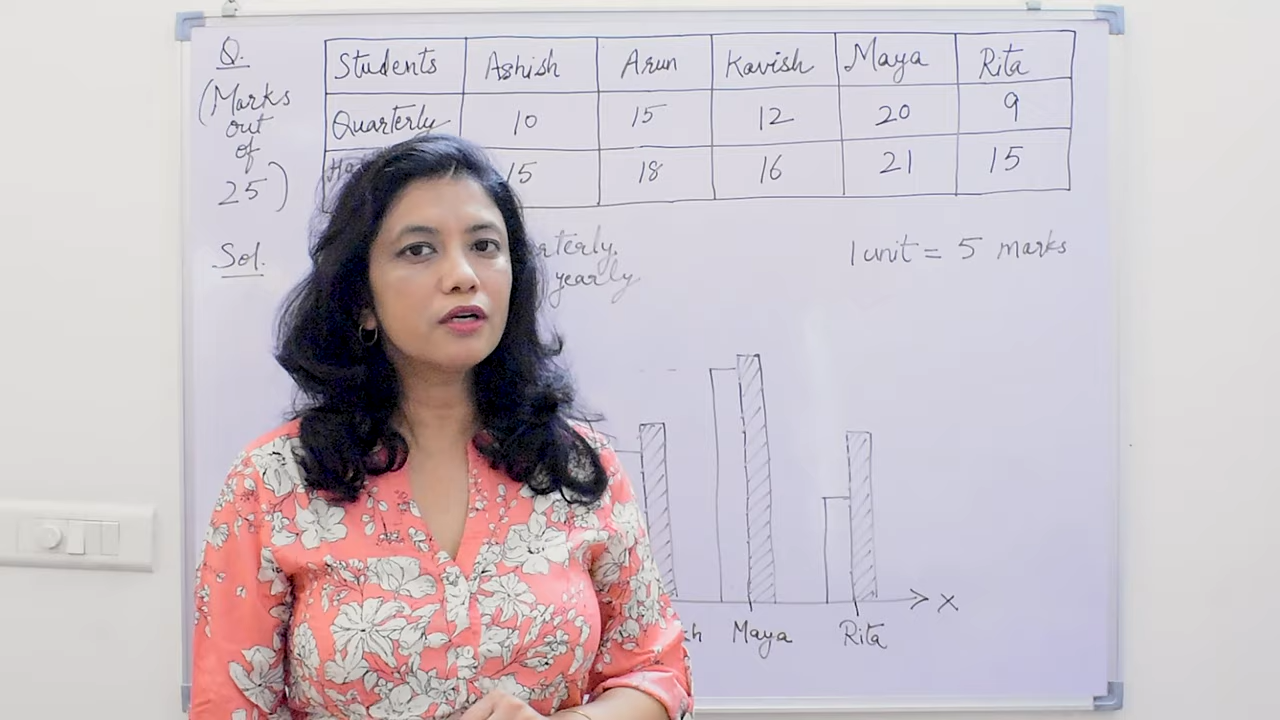 Q.
(Marks
out
of
25)
Students Ashish Arun Kavish Maya Rita
Quarterly 10 15 12 20 9
15 18 16 21 15
Sol.
1 unit = 5 marks
yearly
X
Maya Rita